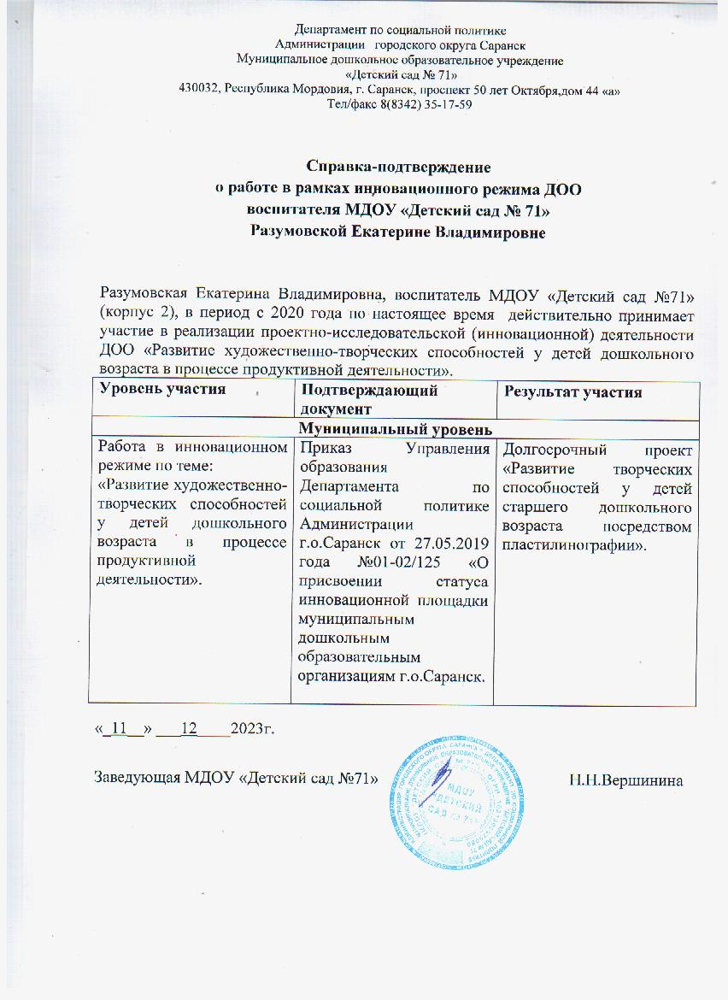 Департамент по социальной политике
Администрации городского округа Саранск
Муниципальное дошкольное образовательное учреждение
«Детский сад № 71»
430032, Республика Мордовия, г. Саранск, проспект 50 лет Октября,дом 44 «а»
Тел/факс 8(8342) 35-17-59
Справка-подтверждение
о работе в рамках инновационного режима ДОО
воспитателя МДОУ «Детский сад № 71»
Разумовской Екатерине Владимировне
Разумовская Екатерина Владимировна, воспитатель МДОУ «Детский сад №71»
(корпус 2), в период с 2020 года по настоящее время действительно принимает
участие в реализации проектно-исследовательской (инновационной) деятельности
ДОО «Развитие художественно-творческих способностей у детей дошкольного
возраста в процессе продуктивной деятельности».
Уровень участия
Подтверждающий
документ
Результат участия
Муниципальный уровень
Работа в инновационном
режиме по теме:
«Развитие художественно-
творческих способностей
у детей дошкольного
возраста в процессе
продуктивной
деятельности».
Приказ Управления
образования
Департамента по
социальной политике
Администрации
г.о.Саранск от 27.05.2019
года №01-02/125 «О
присвоении статуса
инновационной площадки
муниципальным
дошкольным
образовательным
организациям г.о.Саранск.
Долгосрочный проект
«Развитие творческих
способностей у детей
старшего дошкольного
возраста посредством
пластилинографии».
«_11__» ___12____2023г.
Заведующая МДОУ «Детский сад №71»
Н.Н.Вершинина
МДОУ
«ДЕТСКИЙ
САД № 71»